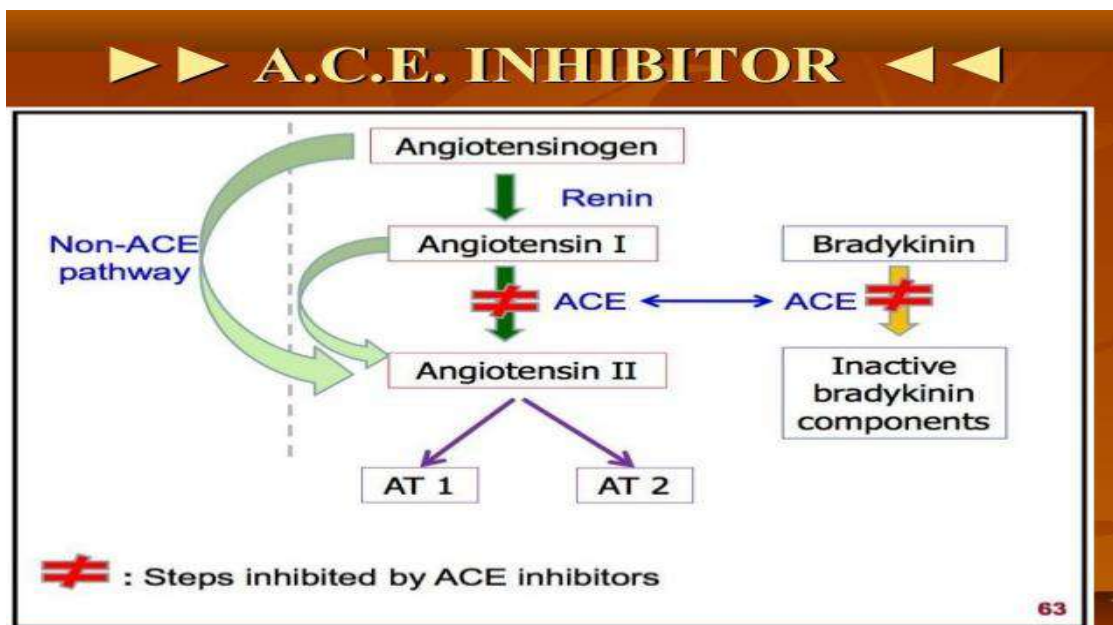 ►► A.C.E. INHIBITOR ◄◄
Angiotensinogen
Renin
Non-ACE
pathway
Angiotensin I
Bradykinin
ACE
ACE
Angiotensin II
Inactive
bradykinin
components
AT 1
AT 2
: Steps inhibited by ACE inhibitors
63